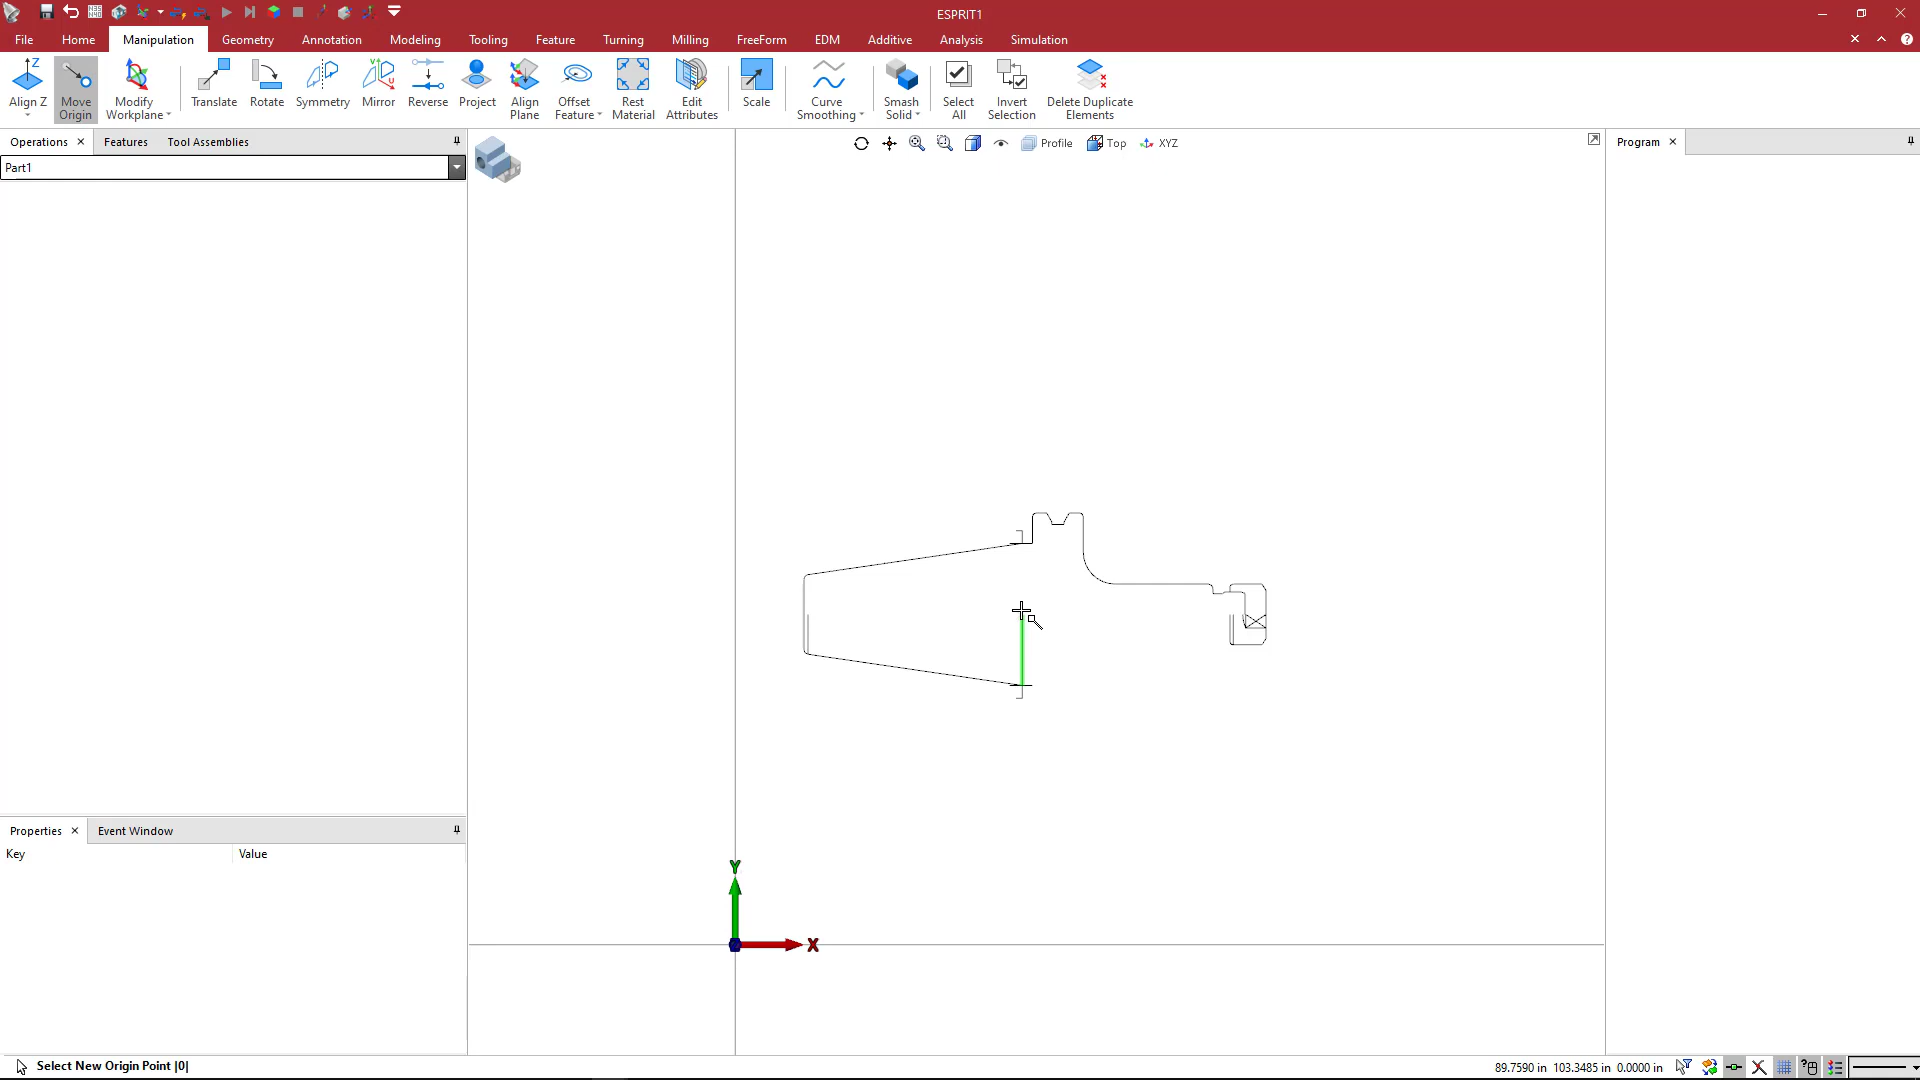 ESPRIT1
File Home Manipulation Geometry Annotation Modeling Tooling Feature Turning Milling FreeForm EDM Additive Analysis Simulation
Align Z
Move Origin
Modify Workplane
Translate
Rotate
Symmetry
Mirror
Reverse
Project
Align Plane
Offset Feature
Rest Material
Edit Attributes
Scale
Curve Smoothing
Smash Solid
Select All
Invert Selection
Delete Duplicate Elements
Operations Features Tool Assemblies
Part1
Profile Top XYZ
Program
Y
X
Properties Event Window
Key Value
Select New Origin Point |0|
89.7590 in 103.3485 in 0.0000 in